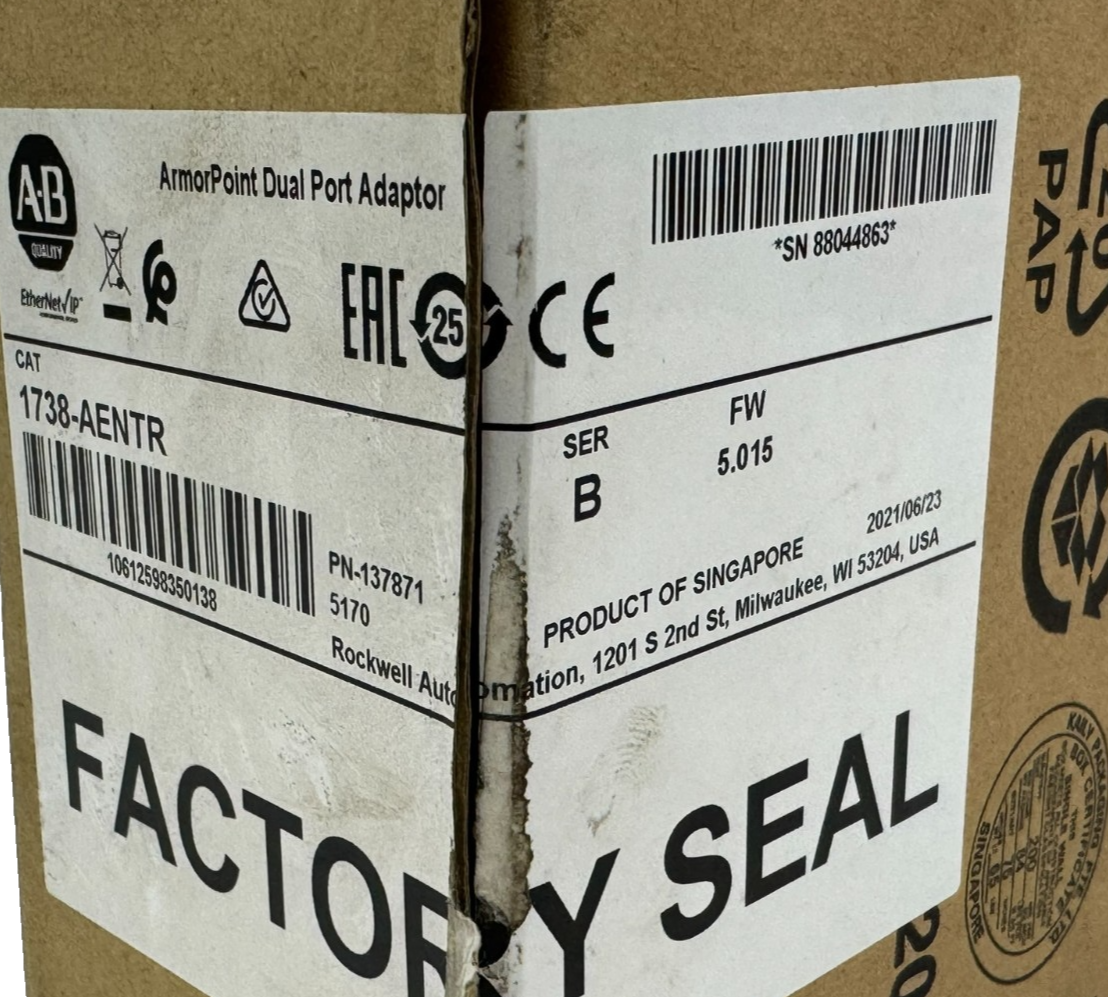 A·B
QUALITY
EtherNet/IP
ArmorPoint Dual Port Adaptor
EAC
25
CE
*SN 88044863*
CAT
1738-AENTR
10612598350138
PN-137871
5170
SER
B
FW
5.015
2021/06/23
PRODUCT OF SINGAPORE
Rockwell Automation, 1201 S 2nd St, Milwaukee, WI 53204, USA
FACTORY SEAL
PAP
20
SINGAPORE